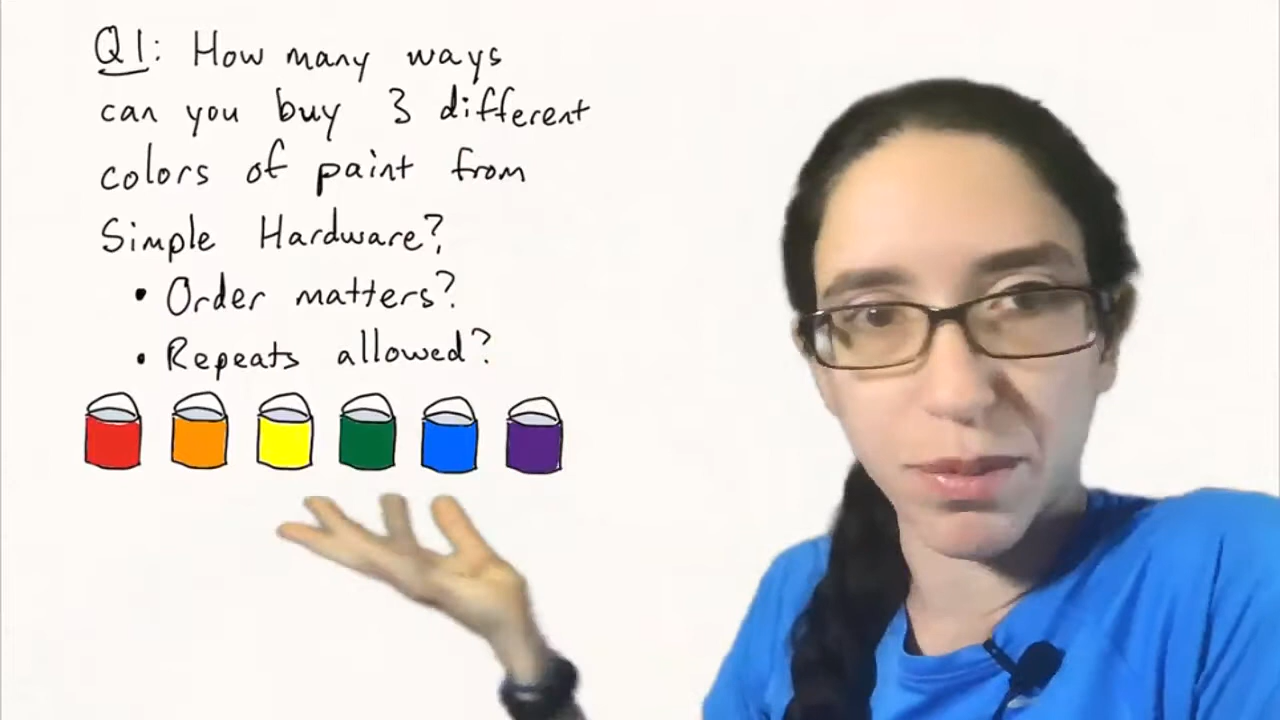 Q1: How many ways
can you buy 3 different
colors of paint from
Simple Hardware?
• Order matters?
• Repeats allowed?